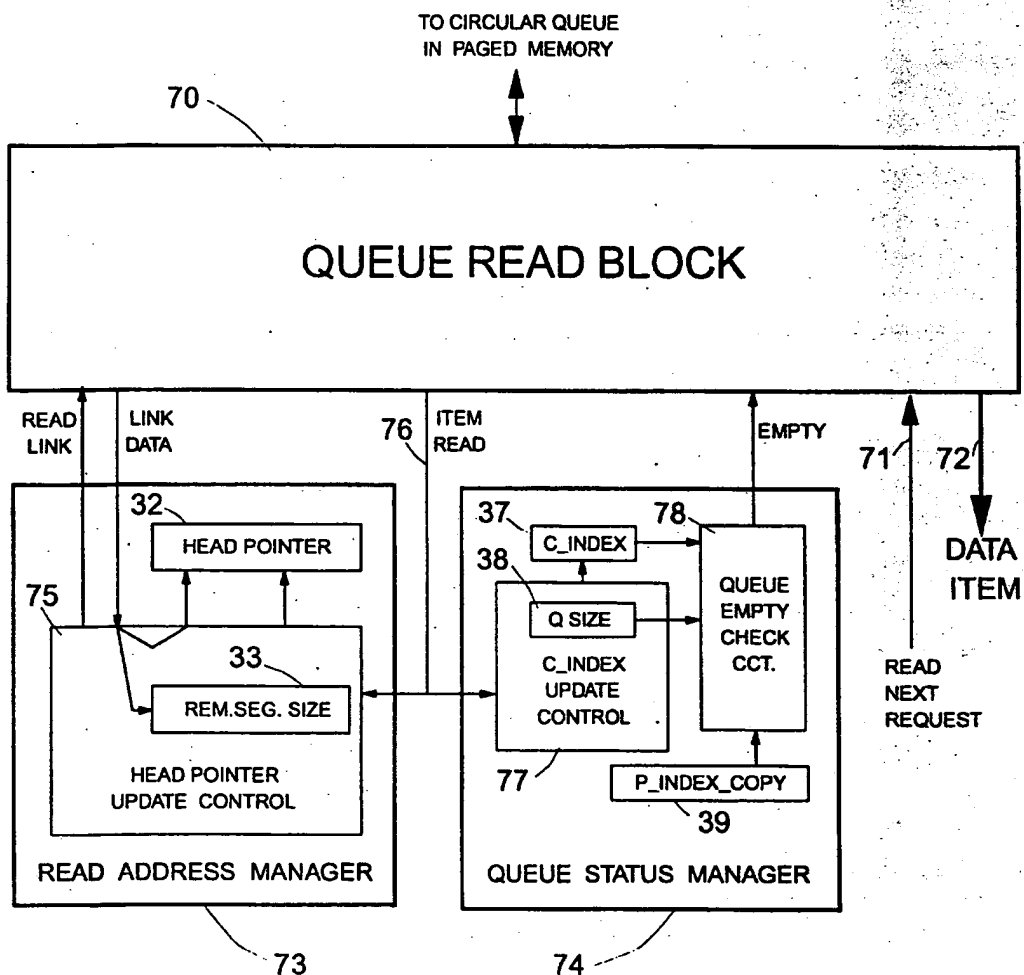 TO CIRCULAR QUEUE
IN PAGED MEMORY
70
QUEUE READ BLOCK
READ
LINK
LINK
DATA
76
ITEM
READ
EMPTY
71
72
32
HEAD POINTER
75
33
REM.SEG. SIZE
HEAD POINTER
UPDATE CONTROL
READ ADDRESS MANAGER
73
37
C_INDEX
38
Q SIZE
C_INDEX
UPDATE
CONTROL
77
78
QUEUE
EMPTY
CHECK
CCT.
P_INDEX_COPY
39
QUEUE STATUS MANAGER
74
READ
NEXT
REQUEST
DATA
ITEM